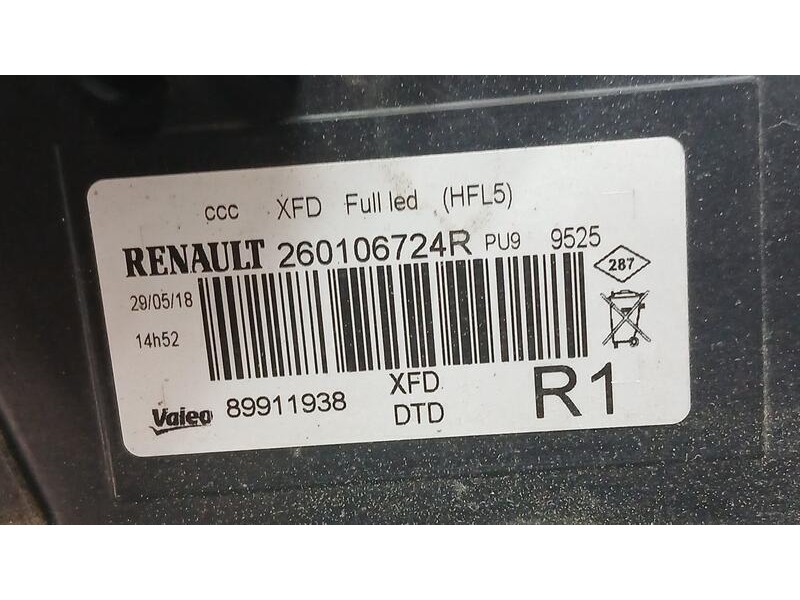 ccc XFD Full led (HFL5)
RENAULT 260106724R PU9 9525
287
29/05/18
14h52
XFD
Valeo 89911938
DTD
R1